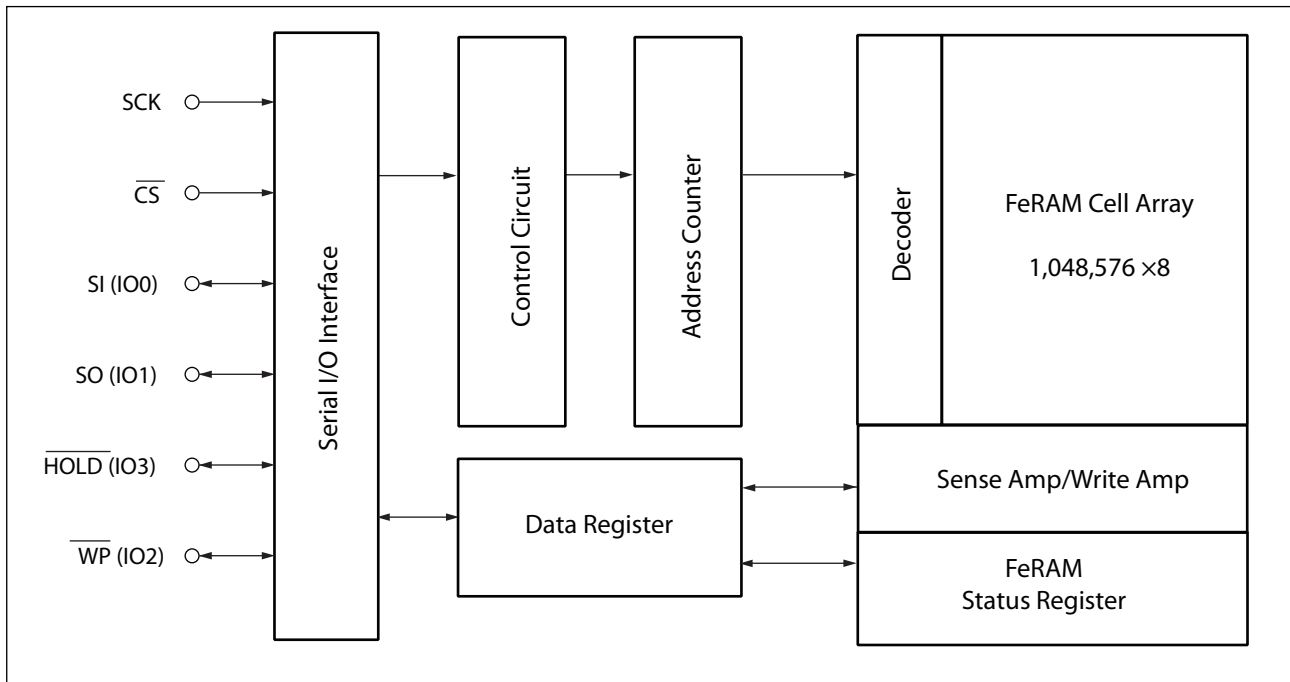 SCK
CS
SI (IO0)
SO (IO1)
HOLD (IO3)
WP (IO2)
Serial I/O Interface
Control Circuit
Address Counter
Data Register
Decoder
FeRAM Cell Array
1,048,576 ×8
Sense Amp/Write Amp
FeRAM
Status Register